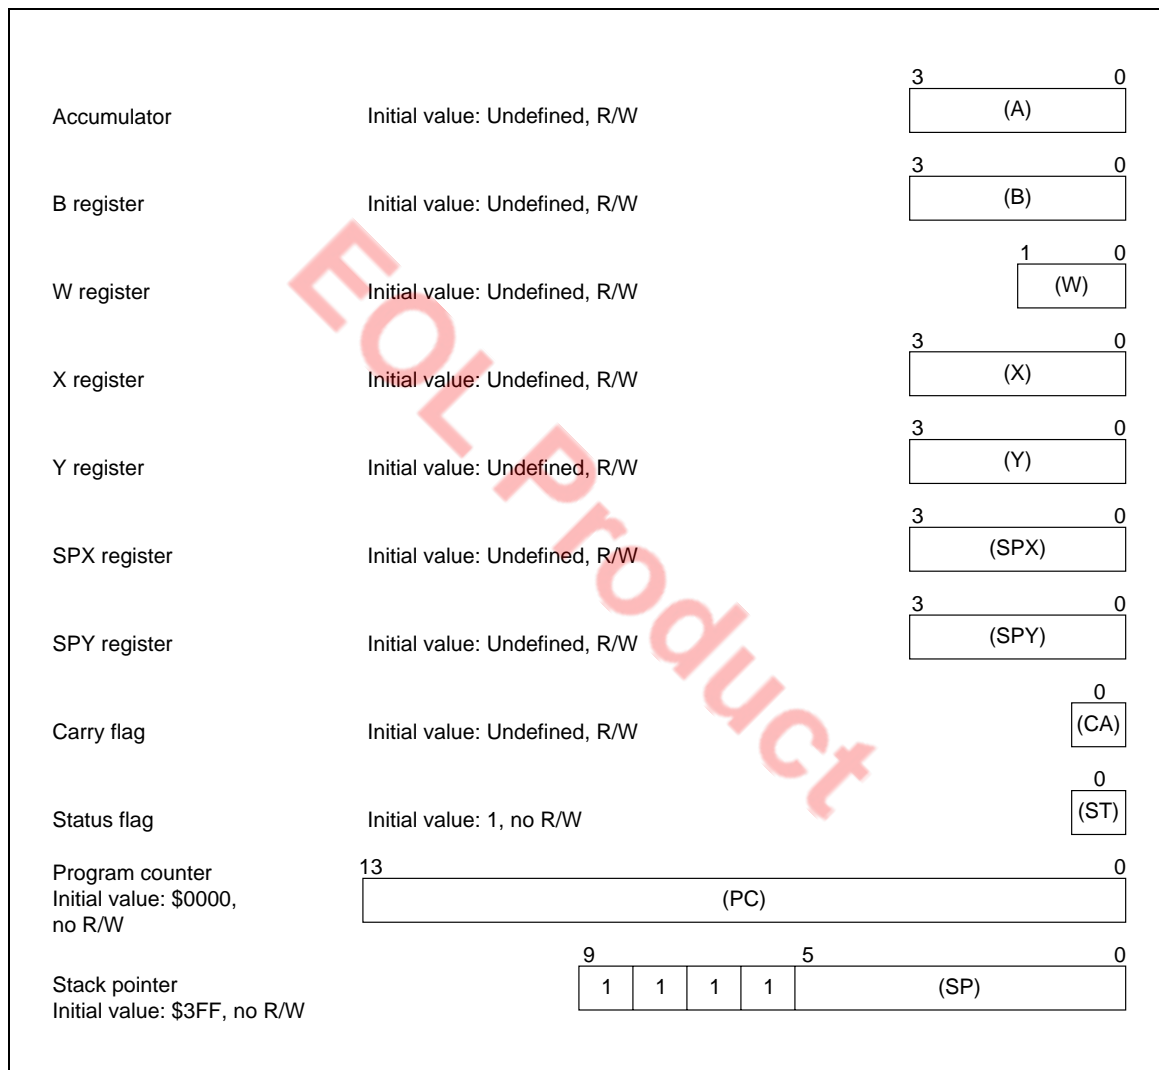 3 0
Accumulator Initial value: Undefined, R/W (A)
3 0
B register Initial value: Undefined, R/W (B)
1 0
W register Initial value: Undefined, R/W (W)
3 0
X register Initial value: Undefined, R/W (X)
3 0
Y register Initial value: Undefined, R/W (Y)
3 0
SPX register Initial value: Undefined, R/W (SPX)
3 0
SPY register Initial value: Undefined, R/W (SPY)
0
Carry flag Initial value: Undefined, R/W (CA)
0
Status flag Initial value: 1, no R/W (ST)
Program counter 13 0
Initial value: $0000, (PC)
no R/W
9 5 0
Stack pointer 1 1 1 1 (SP)
Initial value: $3FF, no R/W
EOL Product